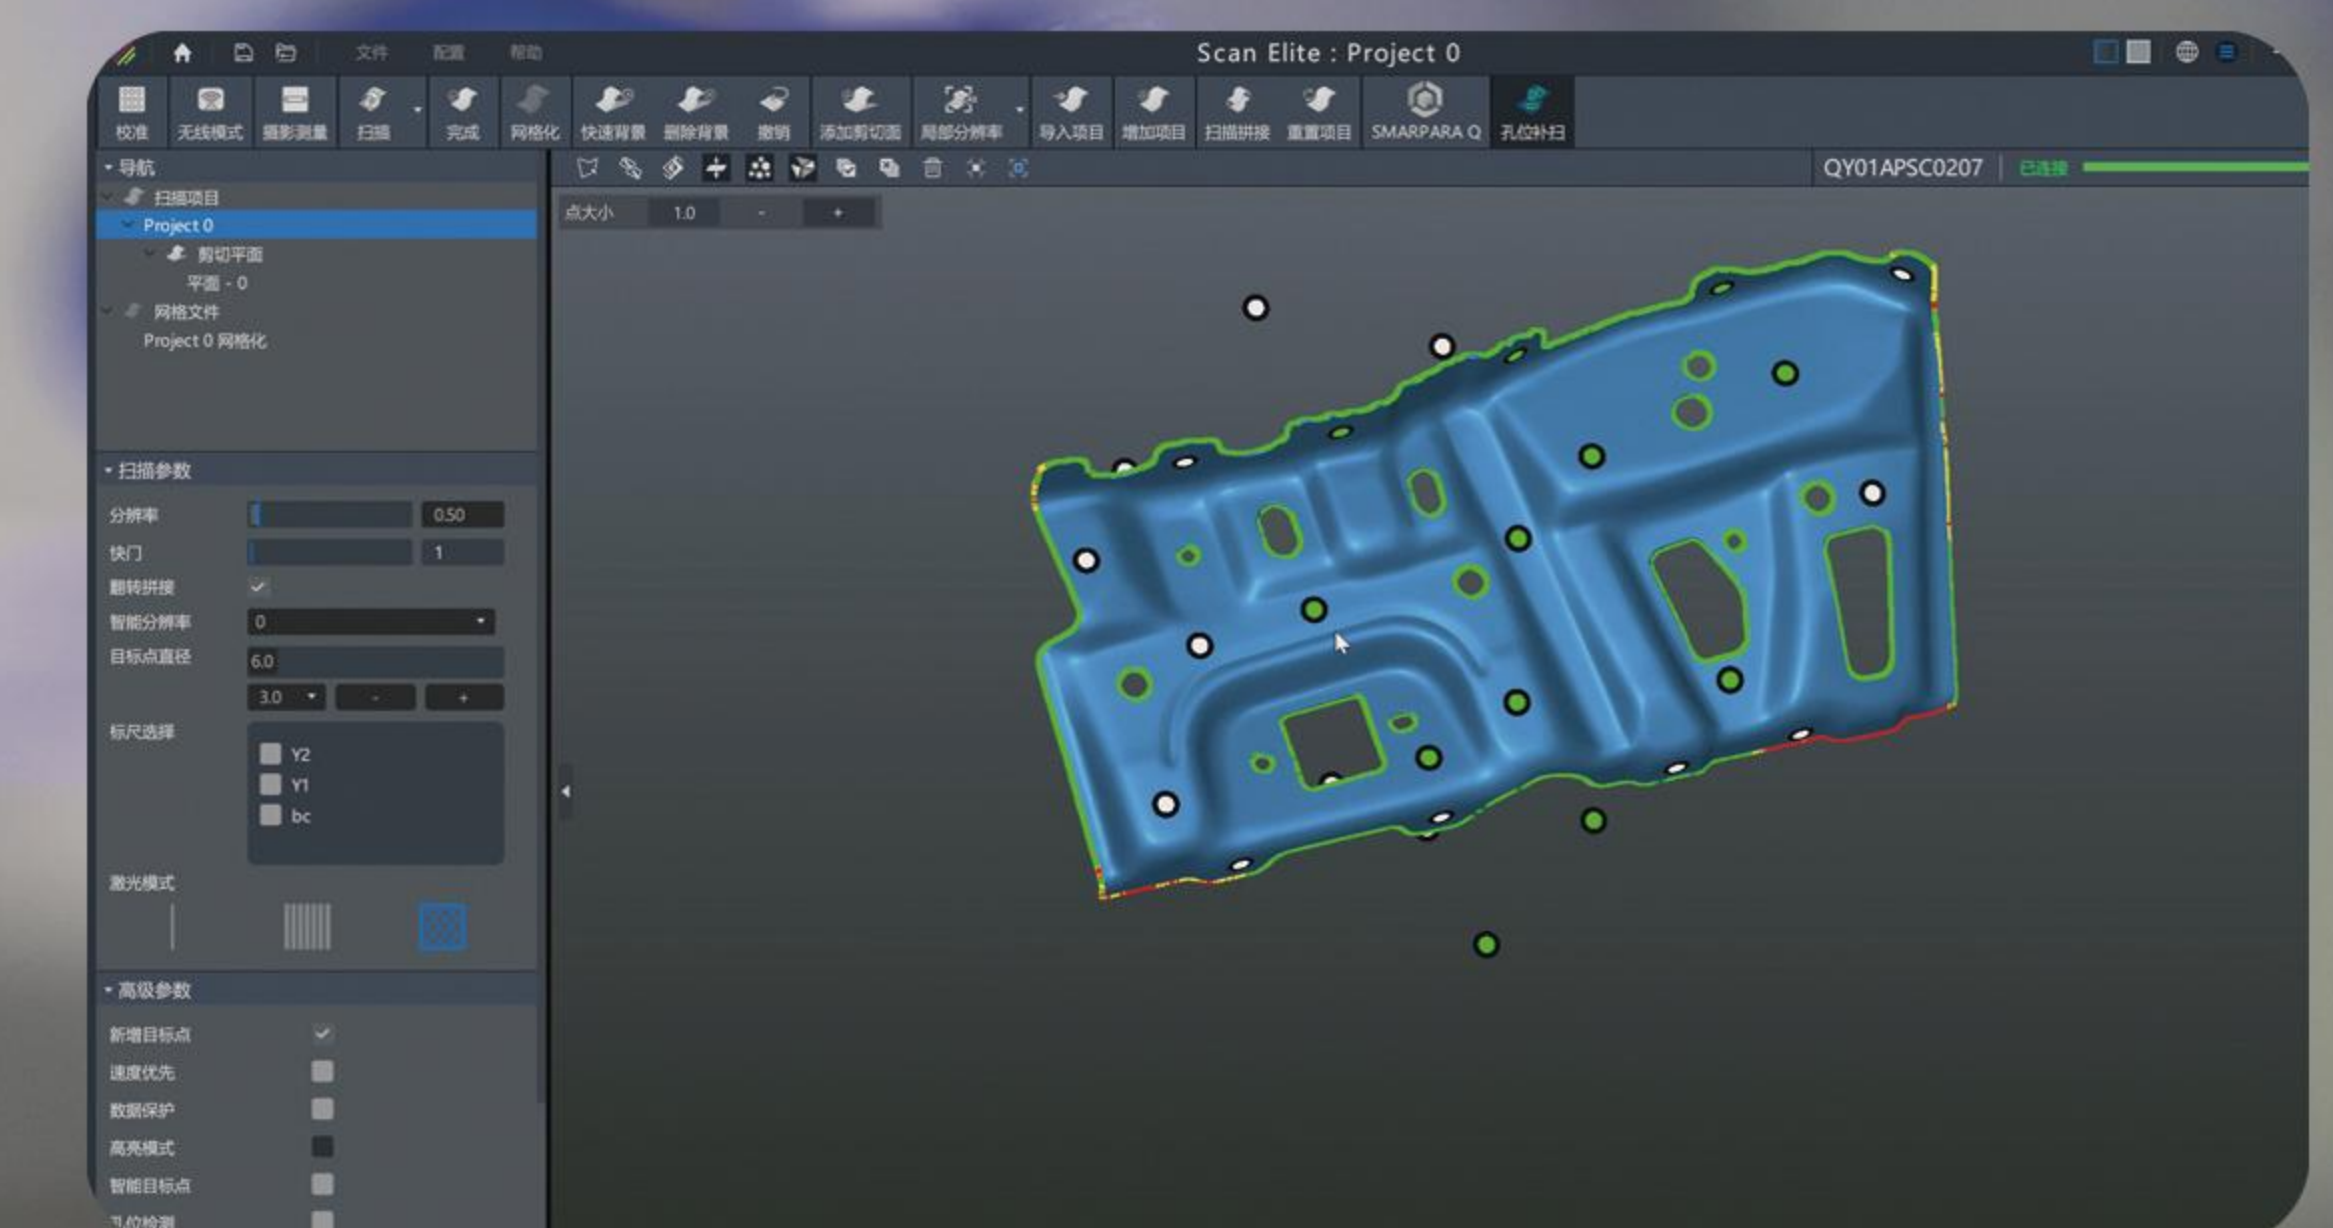 文件 配置 帮助
Scan Elite : Project 0
校准 无线模式 摄影测量 扫描 完成 网格化 快速背景 删除背景 撤销 添加剪切面 局部分辨率 导入项目 增加项目 扫描拼接 重置项目 SMARPARA Q 孔位补扫
导航
QY01APSC0207 已连接
扫描项目
Project 0
剪切平面
平面 - 0
网格文件
Project 0 网格化
点大小 1.0 - +
扫描参数
分辨率 0.50
快门 1
翻转拼接
智能分辨率 0
目标点直径 6.0
3.0 - +
标尺选择
Y2
Y1
bc
激光模式
高级参数
新增目标点
速度优先
数据保护
高亮模式
智能目标点
孔位检测